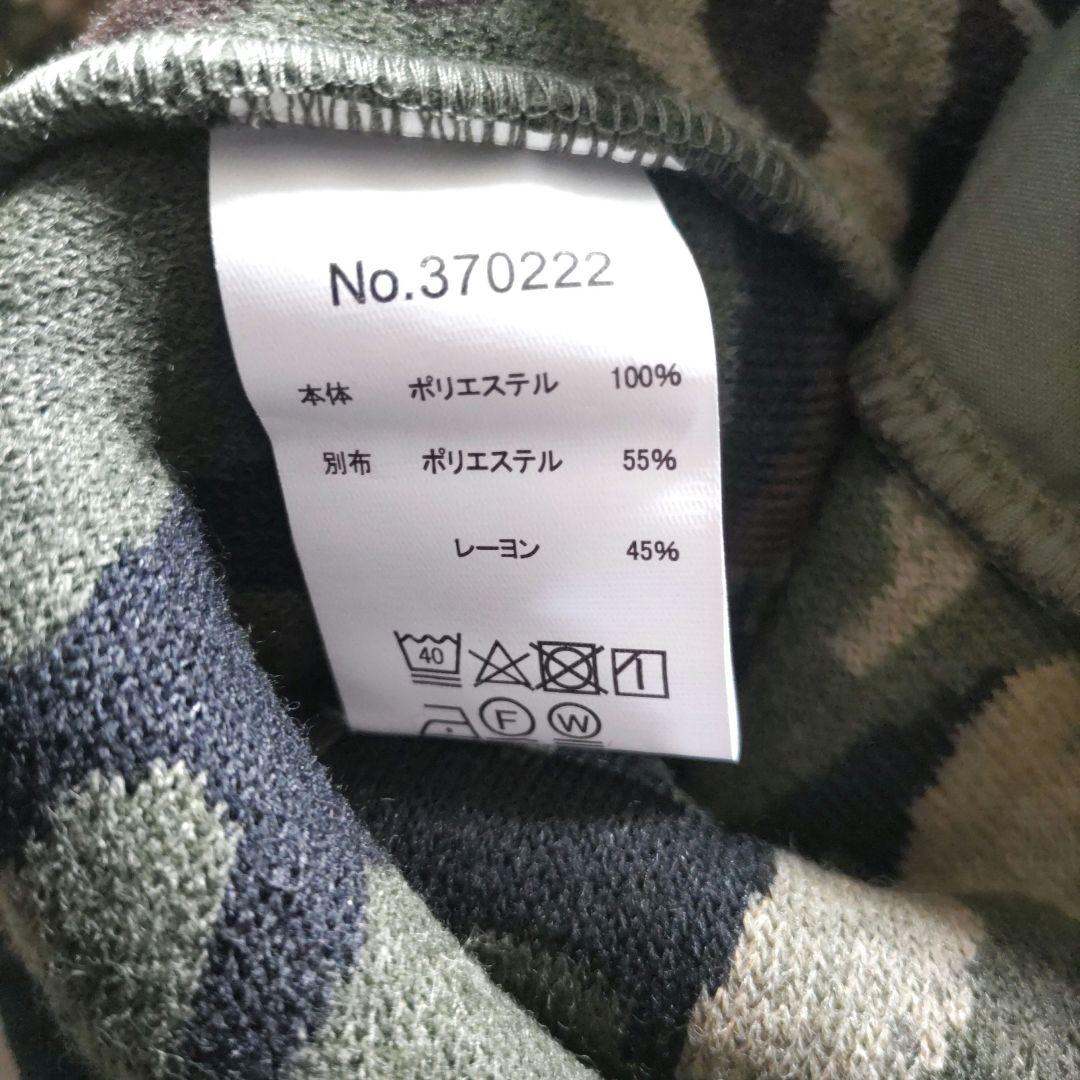 No.370222
本体 ポリエステル 100%
別布 ポリエステル 55%
レーヨン 45%
40
F W